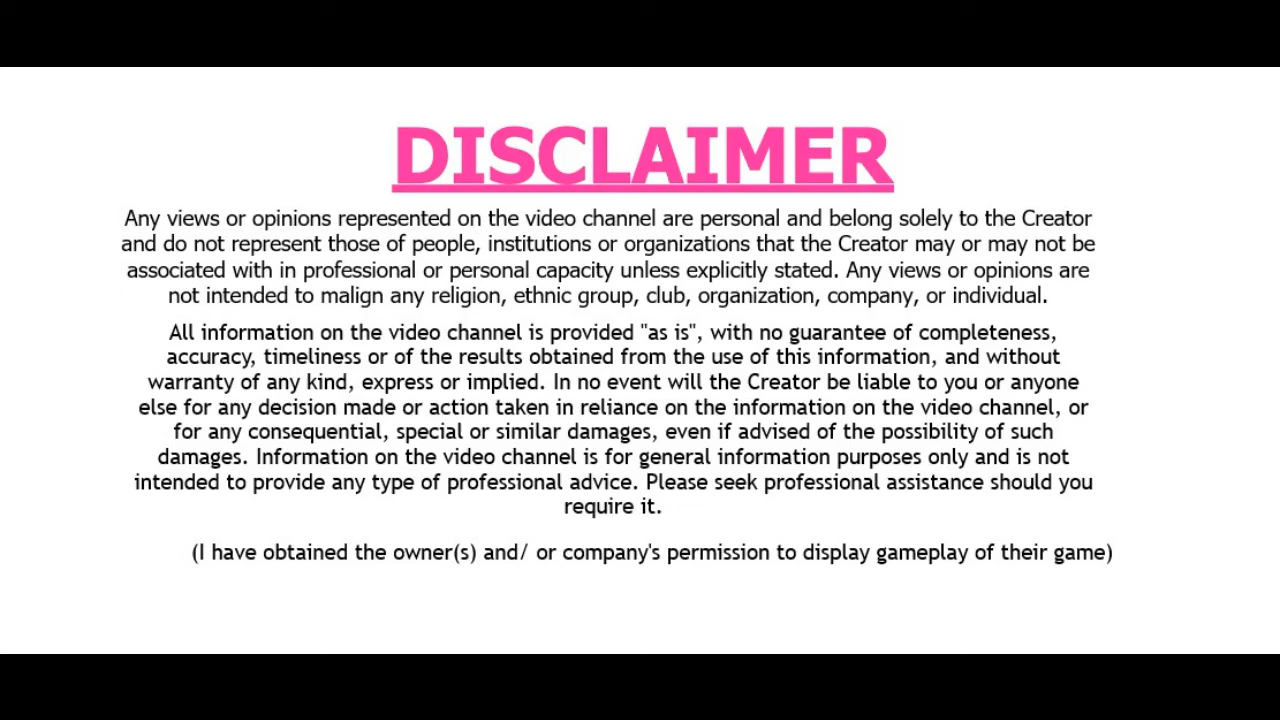 DISCLAIMER
Any views or opinions represented on the video channel are personal and belong solely to the Creator
and do not represent those of people, institutions or organizations that the Creator may or may not be
associated with in professional or personal capacity unless explicitly stated. Any views or opinions are
not intended to malign any religion, ethnic group, club, organization, company, or individual.
All information on the video channel is provided "as is", with no guarantee of completeness,
accuracy, timeliness or of the results obtained from the use of this information, and without
warranty of any kind, express or implied. In no event will the Creator be liable to you or anyone
else for any decision made or action taken in reliance on the information on the video channel, or
for any consequential, special or similar damages, even if advised of the possibility of such
damages. Information on the video channel is for general information purposes only and is not
intended to provide any type of professional advice. Please seek professional assistance should you
require it.
(I have obtained the owner(s) and/ or company's permission to display gameplay of their game)